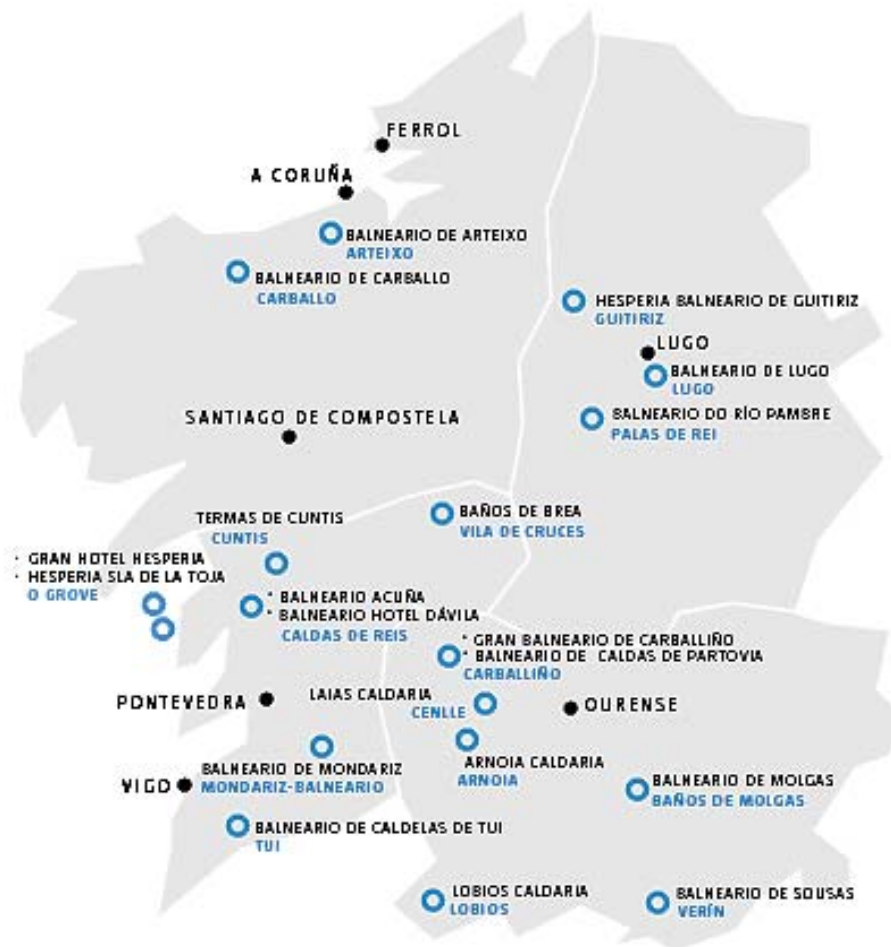 FERROL
A CORUÑA
BALNEARIO DE ARTEIXO
ARTEIXO
BALNEARIO DE CARBALLO
CARBALLO
HESPERIA BALNEARIO DE GUITIRIZ
GUITIRIZ
LUGO
BALNEARIO DE LUGO
LUGO
BALNEARIO DO RÍO PAMBRE
PALAS DE REI
SANTIAGO DE COMPOSTELA
BAÑOS DE BREA
VILA DE CRUCES
TERMAS DE CUNTIS
CUNTIS
· GRAN HOTEL HESPERIA
· HESPERIA SLA DE LA TOJA
O GROVE
· BALNEARIO ACUÑA
· BALNEARIO HOTEL DÁVILA
CALDAS DE REIS
· GRAN BALNEARIO DE CARBALLIÑO
· BALNEARIO DE CALDAS DE PARTOVIA
CARBALLIÑO
PONTEVEDRA
LAIAS CALDARIA
CENLLE
OURENSE
ARNOIA CALDARIA
ARNOIA
BALNEARIO DE MONDARIZ
MONDARIZ-BALNEARIO
VIGO
BALNEARIO DE MOLGAS
BAÑOS DE MOLGAS
BALNEARIO DE CALDELAS DE TUI
TUI
LOBIOS CALDARIA
LOBIOS
BALNEARIO DE SOUSAS
VERÍN